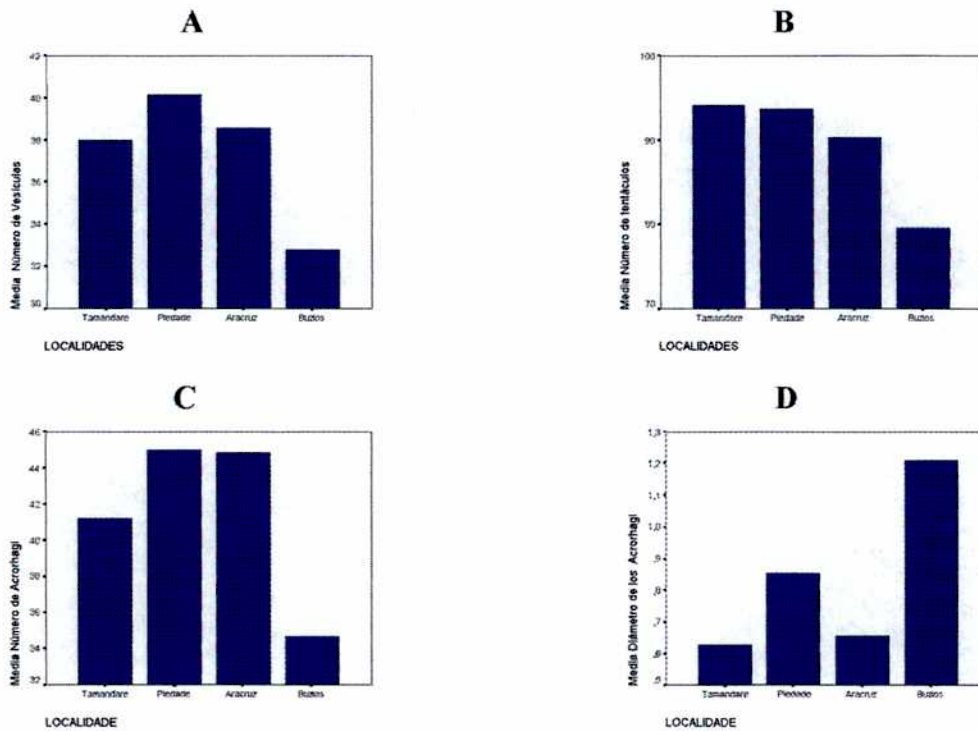 A
Media Número de Vesículas
42
40
38
36
34
32
30
Tamandare Piedade Aracruz Buzios
LOCALIDADES
B
Media Número de tentáculos
100
90
80
70
Tamandare Piedade Aracruz Buzios
LOCALIDADES
C
Media Número de Acrorhagi
46
44
42
40
38
36
34
32
Tamandare Piedade Aracruz Buzios
LOCALIDADE
D
Media Diámetro de los Acrorhagi
1,3
1,2
1,1
1,0
,9
,8
,7
,6
,5
Tamandare Piedade Aracruz Buzios
LOCALIDADE